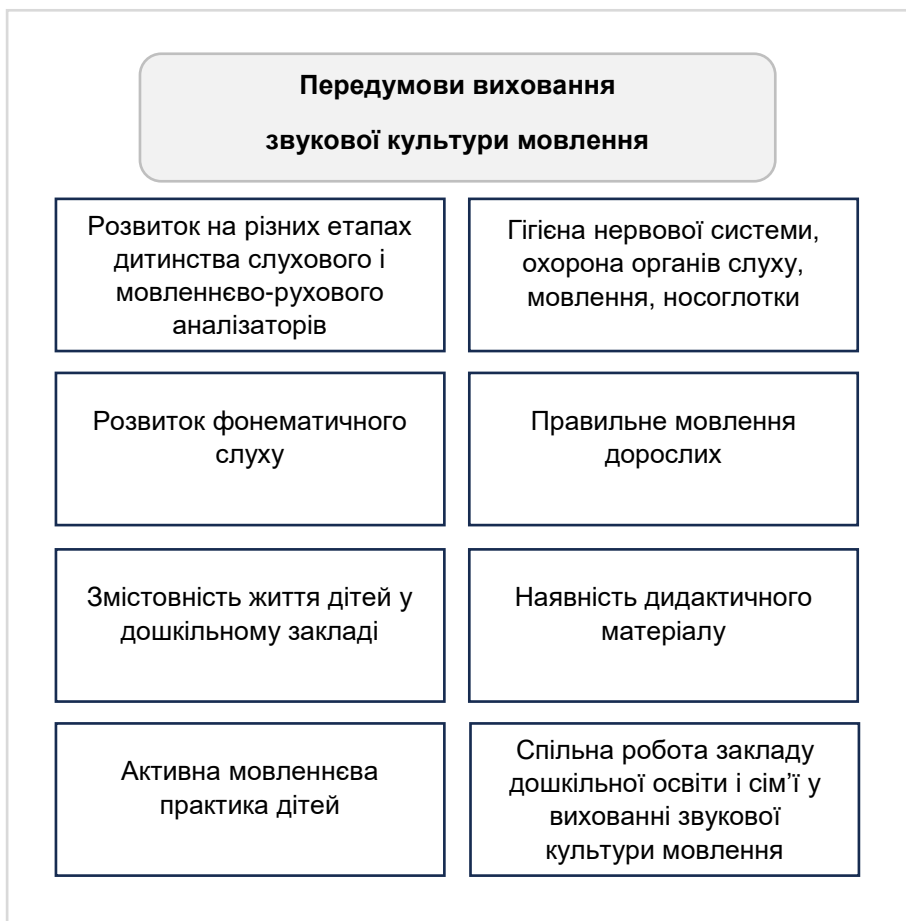 Передумови виховання
звукової культури мовлення
Розвиток на різних етапах
дитинства слухового і
мовленнєво-рухового
аналізаторів
Гігієна нервової системи,
охорона органів слуху,
мовлення, носоглотки
Розвиток фонематичного
слуху
Правильне мовлення
дорослих
Змістовність життя дітей у
дошкільному закладі
Наявність дидактичного
матеріалу
Активна мовленнєва
практика дітей
Спільна робота закладу
дошкільної освіти і сім’ї у
вихованні звукової
культури мовлення